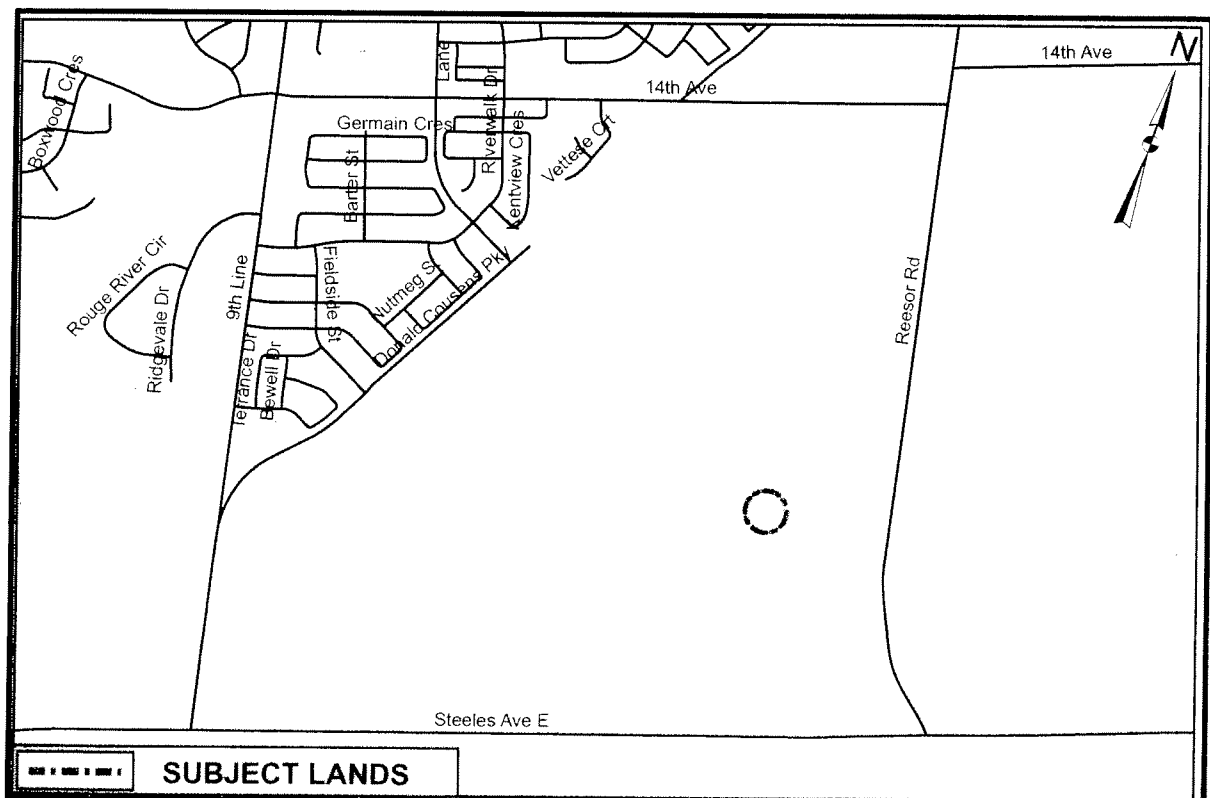 N
14th Ave
14th Ave
Boxwood Cres
Lane
Riverwalk Dr
Germain Cres
Kentview Cres
Vettese Crt
Barter St
Rouge River Cir
Ridgevale Dr
9th Line
Fieldside St
Nutmeg St
Donald Cousens Pky
Terrance Dr
Bewell Dr
Reesor Rd
Steeles Ave E
SUBJECT LANDS